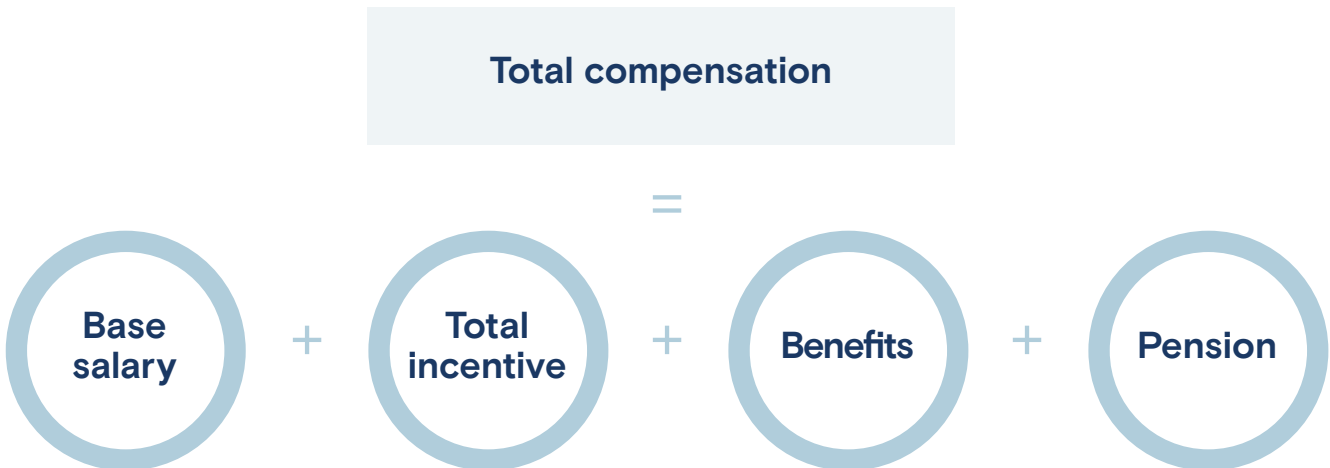 Total compensation
=
Base
salary
+
Total
incentive
+
Benefits
+
Pension